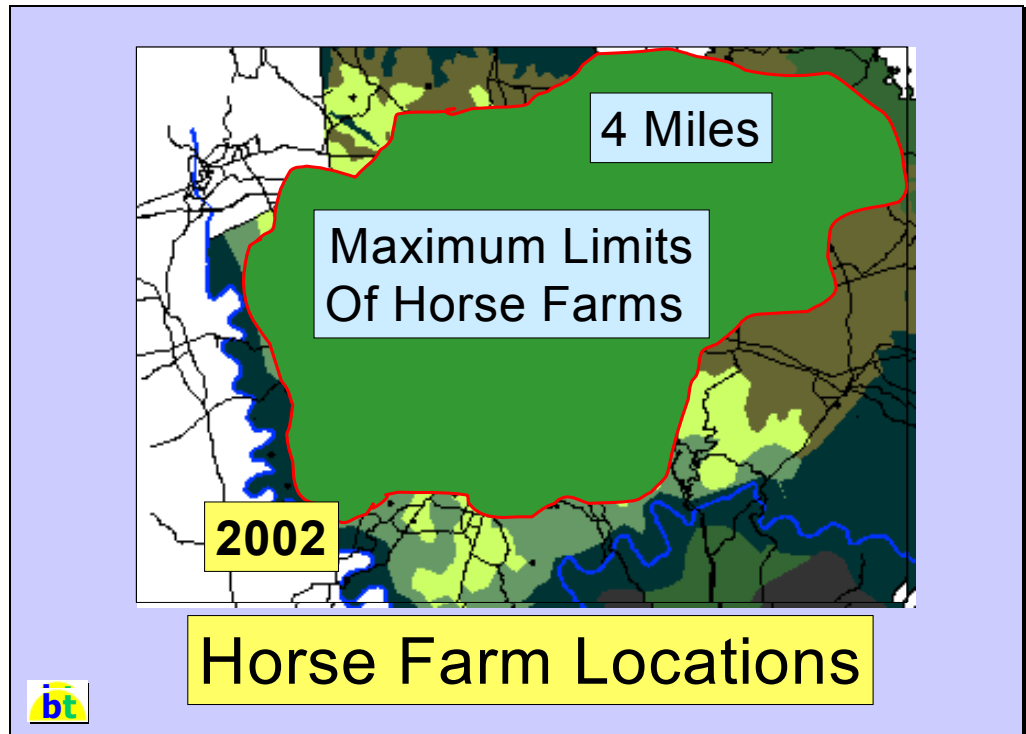 4 Miles
Maximum Limits
Of Horse Farms
2002
Horse Farm Locations
bt